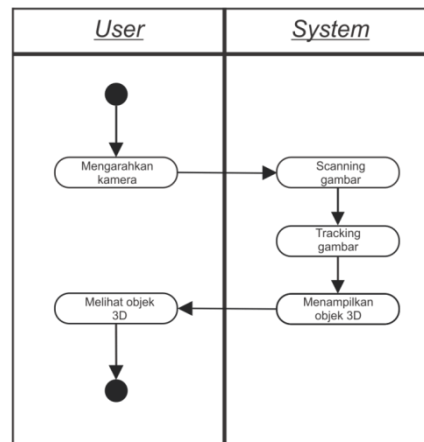 User
System
Mengarahkan
kamera
Scanning
gambar
Tracking
gambar
Melihat objek
3D
Menampilkan
objek 3D